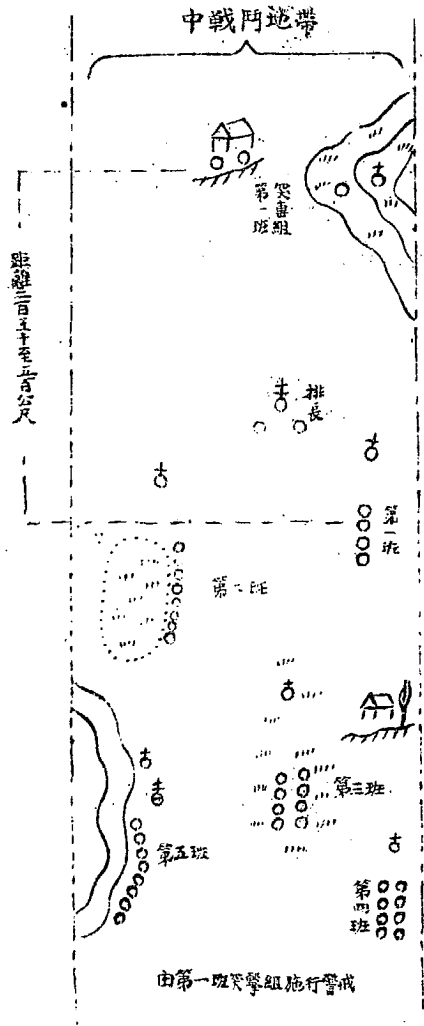 中戰鬥地帶
突擊組
第一班
距離二百五十至五百公尺
排長
第一班
第二班
第三班
第五班
第四班
由第一班突擊組施行警戒